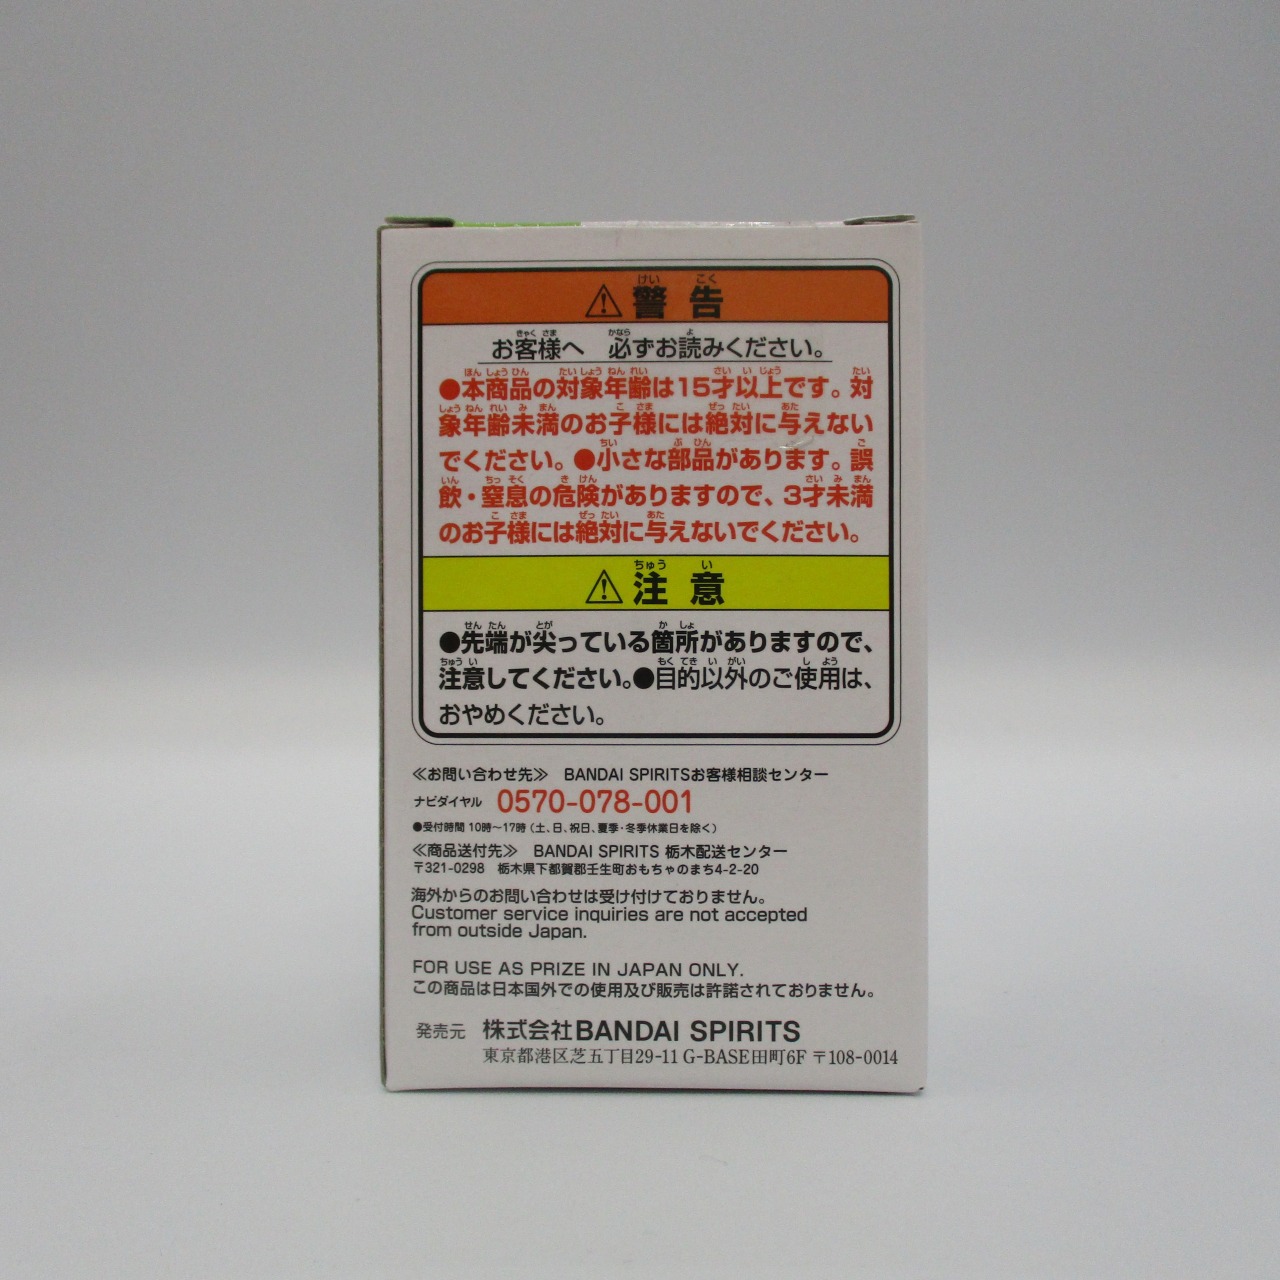 ⚠警告
お客様へ 必ずお読みください。
●本商品の対象年齢は15才以上です。対
象年齢未満のお子様には絶対に与えない
でください。●小さな部品があります。誤
飲・窒息の危険がありますので、3才未満
のお子様には絶対に与えないでください。
⚠注意
●先端が尖っている箇所がありますので、
注意してください。●目的以外のご使用は、
おやめください。
≪お問い合わせ先≫ BANDAI SPIRITSお客様相談センター
ナビダイヤル 0570-078-001
●受付時間 10時～17時（土、日、祝日、夏季・冬季休業日を除く）
≪商品送付先≫ BANDAI SPIRITS 栃木配送センター
〒321-0298 栃木県下都賀郡壬生町おもちゃのまち4-2-20
海外からのお問い合わせは受け付けておりません。
Customer service inquiries are not accepted
from outside Japan.
FOR USE AS PRIZE IN JAPAN ONLY.
この商品は日本国外での使用及び販売は許諾されておりません。
発売元 株式会社BANDAI SPIRITS
東京都港区芝五丁目29-11 G-BASE田町6F 〒108-0014